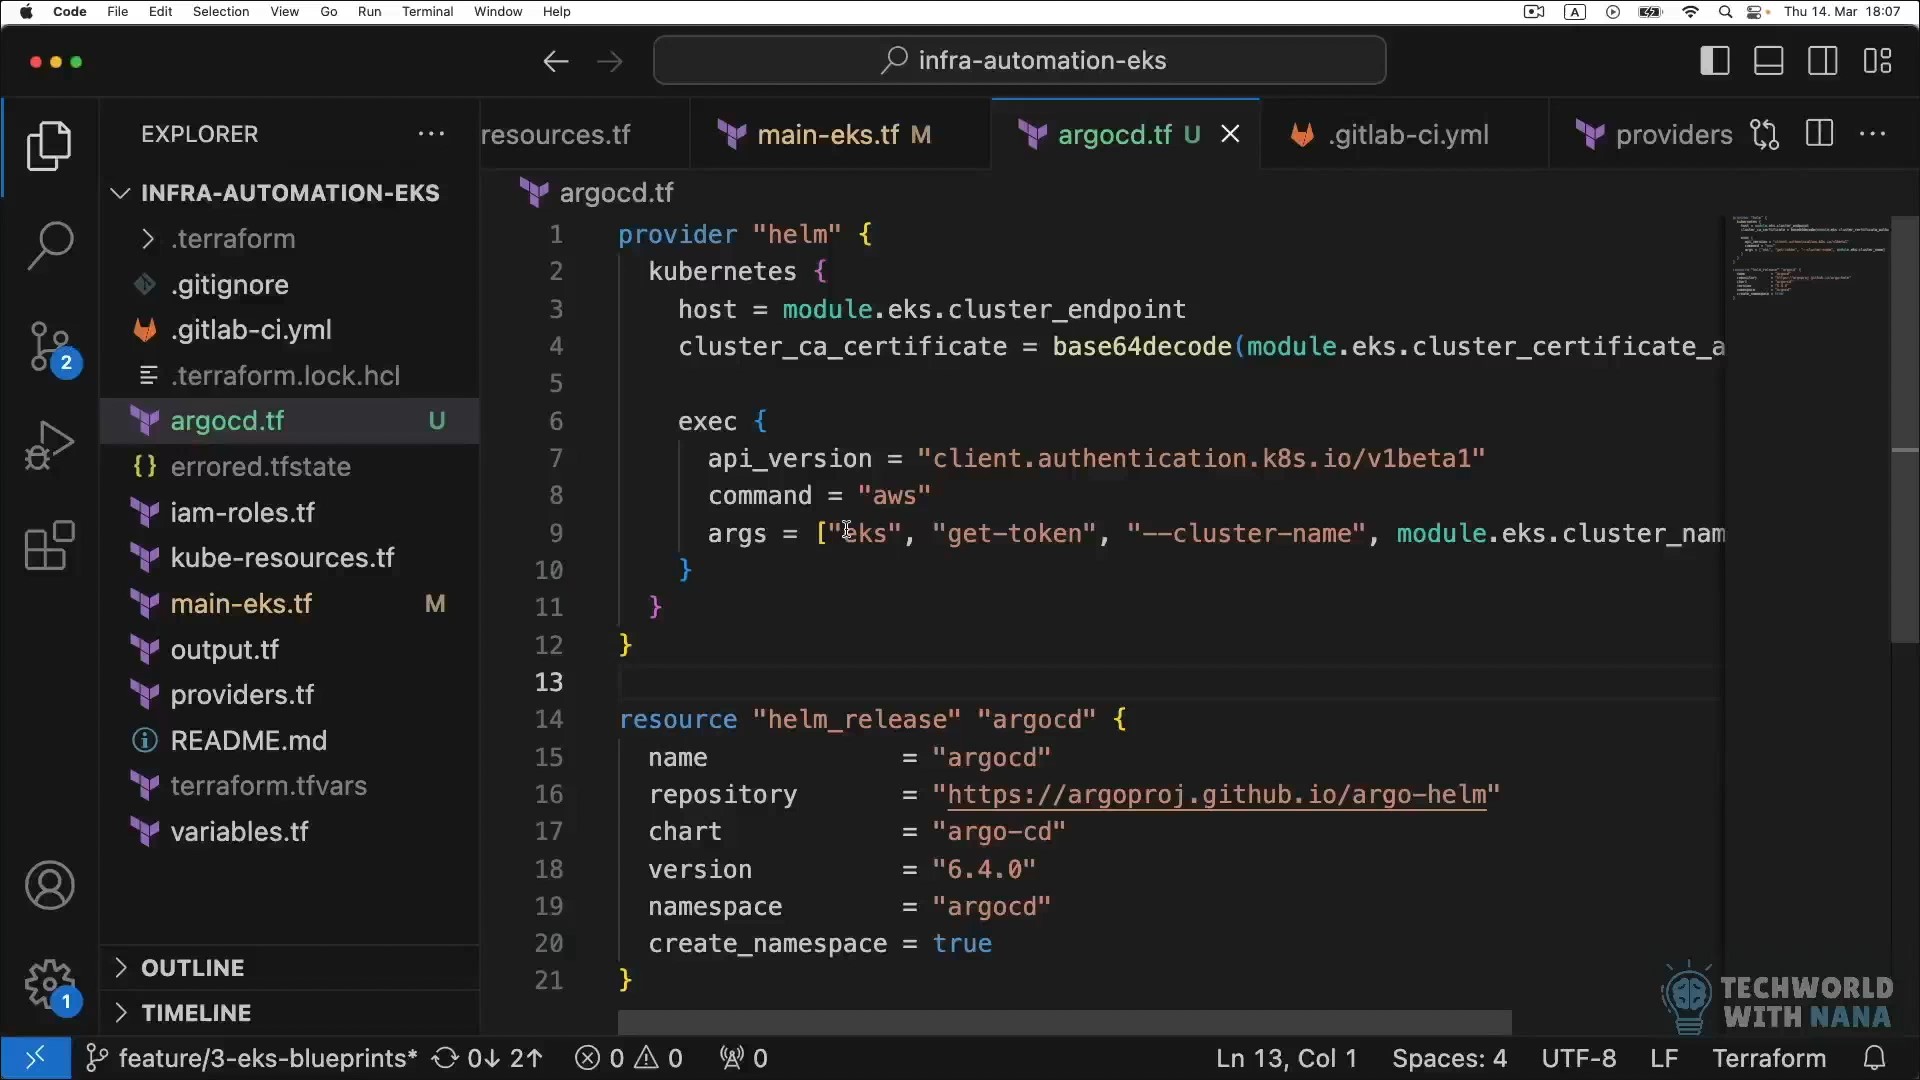 Code File Edit Selection View Go Run Terminal Window Help A Thu 14. Mar 18:07
infra-automation-eks
EXPLORER
resources.tf main-eks.tf M argocd.tf U .gitlab-ci.yml providers
INFRA-AUTOMATION-EKS
.terraform
.gitignore
.gitlab-ci.yml
.terraform.lock.hcl
argocd.tf U
errored.tfstate
iam-roles.tf
kube-resources.tf
main-eks.tf M
output.tf
providers.tf
README.md
terraform.tfvars
variables.tf
OUTLINE
TIMELINE
2
1
argocd.tf
1 provider "helm" {
2 kubernetes {
3 host = module.eks.cluster_endpoint
4 cluster_ca_certificate = base64decode(module.eks.cluster_certificate_a
5
6 exec {
7 api_version = "client.authentication.k8s.io/v1beta1"
8 command = "aws"
9 args = ["eks", "get-token", "--cluster-name", module.eks.cluster_nam
10 }
11 }
12 }
13
14 resource "helm_release" "argocd" {
15 name = "argocd"
16 repository = "https://argoproj.github.io/argo-helm"
17 chart = "argo-cd"
18 version = "6.4.0"
19 namespace = "argocd"
20 create_namespace = true
21 }
TECHWORLD
WITH NANA
feature/3-eks-blueprints* 0↓ 2↑ 0 0 0 Ln 13, Col 1 Spaces: 4 UTF-8 LF Terraform